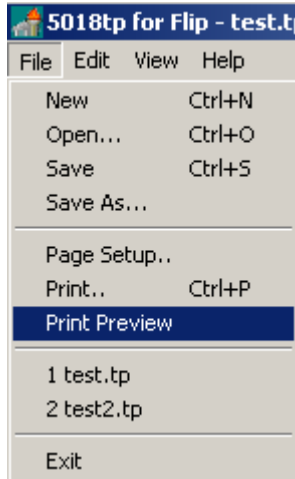 5018tp for Flip - test.t
File Edit View Help
New Ctrl+N
Open... Ctrl+O
Save Ctrl+S
Save As...
Page Setup..
Print.. Ctrl+P
Print Preview
1 test.tp
2 test2.tp
Exit